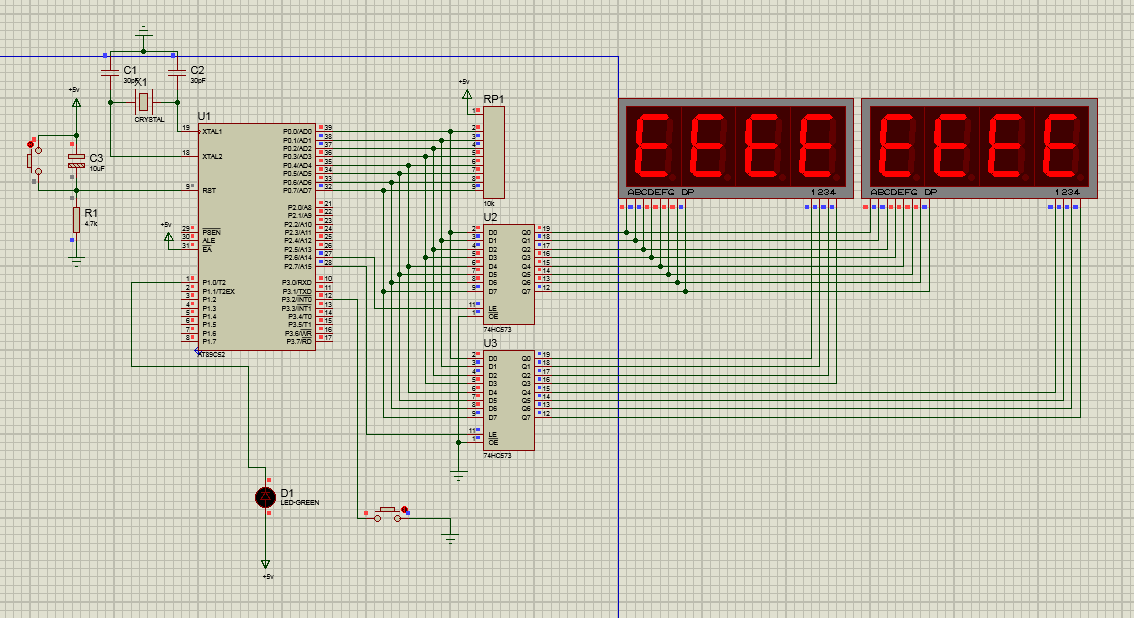 C1
30pF
X1
C2
30pF
CRYSTAL
+5v
C3
10uF
R1
4.7k
+5v
U1
19 XTAL1
18 XTAL2
9 RST
29 PSEN
30 ALE
31 EA
1 P1.0/T2
2 P1.1/T2EX
3 P1.2
4 P1.3
5 P1.4
6 P1.5
7 P1.6
8 P1.7
P0.0/AD0 39
P0.1/AD1 38
P0.2/AD2 37
P0.3/AD3 36
P0.4/AD4 35
P0.5/AD5 34
P0.6/AD6 33
P0.7/AD7 32
P2.0/A8 21
P2.1/A9 22
P2.2/A10 23
P2.3/A11 24
P2.4/A12 25
P2.5/A13 26
P2.6/A14 27
P2.7/A15 28
P3.0/RXD 10
P3.1/TXD 11
P3.2/INT0 12
P3.3/INT1 13
P3.4/T0 14
P3.5/T1 15
P3.6/WR 16
P3.7/RD 17
AT89C52
+5v
RP1
1
2
3
4
5
6
7
8
9
10k
U2
2 D0 Q0 19
3 D1 Q1 18
4 D2 Q2 17
5 D3 Q3 16
6 D4 Q4 15
7 D5 Q5 14
8 D6 Q6 13
9 D7 Q7 12
11 LE
1 OE
74HC573
U3
2 D0 Q0 19
3 D1 Q1 18
4 D2 Q2 17
5 D3 Q3 16
6 D4 Q4 15
7 D5 Q5 14
8 D6 Q6 13
9 D7 Q7 12
11 LE
1 OE
74HC573
EEEE
ABCDEFG DP 1234
EEEE
ABCDEFG DP 1234
D1
LED-GREEN
+5v